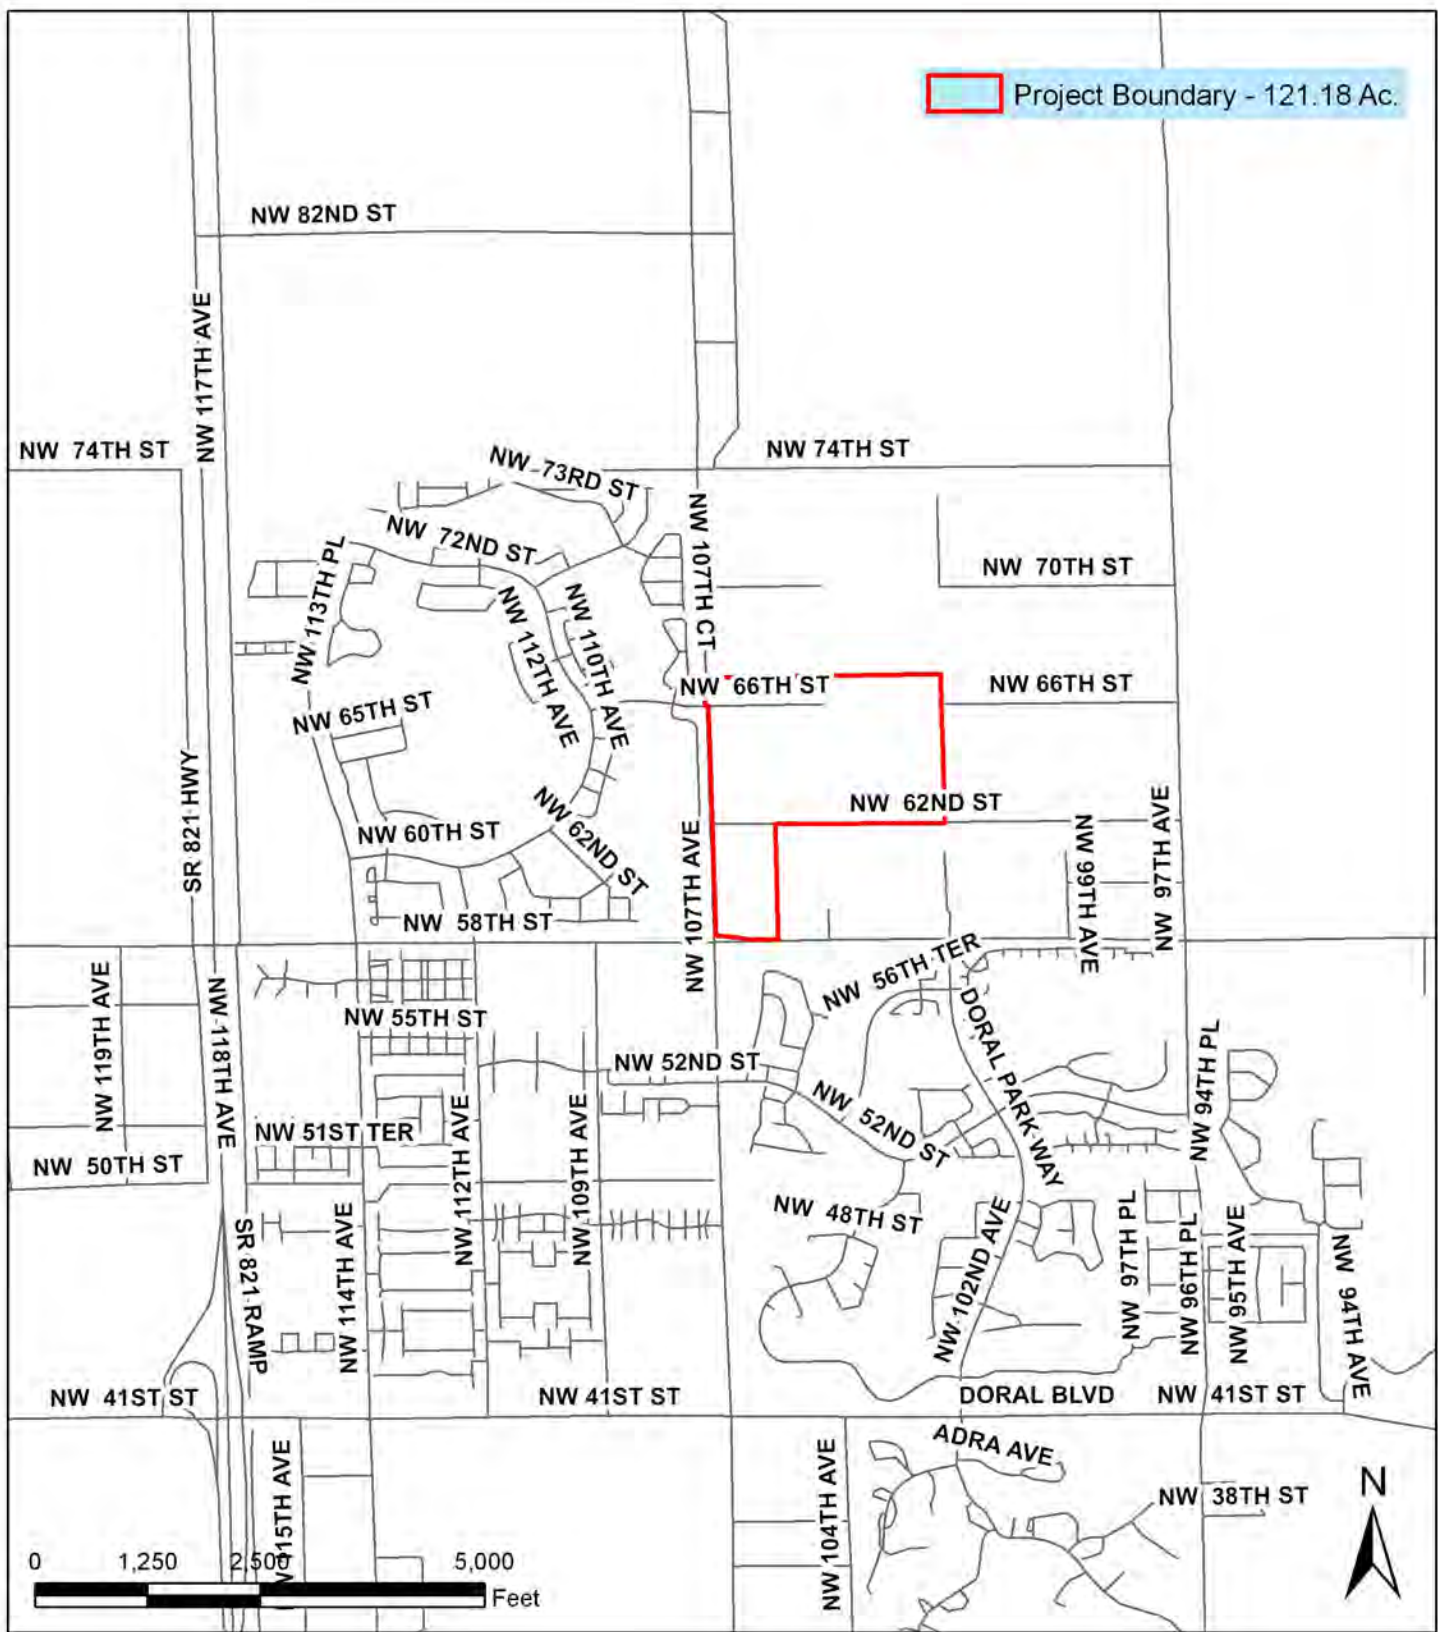 Project Boundary - 121.18 Ac.
NW 82ND ST
NW 117TH AVE
NW 74TH ST
NW 73RD ST
NW 74TH ST
NW 72ND ST
NW 107TH CT
NW 70TH ST
NW 113TH PL
NW 112TH AVE
NW 110TH AVE
NW 66TH ST
NW 66TH ST
NW 65TH ST
SR 821 HWY
NW 62ND ST
NW 60TH ST
NW 62ND ST
NW 107TH AVE
NW 99TH AVE
NW 97TH AVE
NW 58TH ST
NW 56TH TER
NW 119TH AVE
NW 118TH AVE
NW 55TH ST
DORAL PARK WAY
NW 52ND ST
NW 94TH PL
NW 52ND ST
NW 51ST TER
NW 50TH ST
NW 112TH AVE
NW 109TH AVE
NW 48TH ST
NW 102ND AVE
NW 97TH PL
NW 96TH PL
NW 95TH AVE
NW 94TH AVE
SR 821 RAMP
NW 114TH AVE
NW 41ST ST
NW 41ST ST
DORAL BLVD
NW 41ST ST
ADRA AVE
NW 115TH AVE
NW 104TH AVE
NW 38TH ST
N
0 1,250 2,500 5,000
Feet